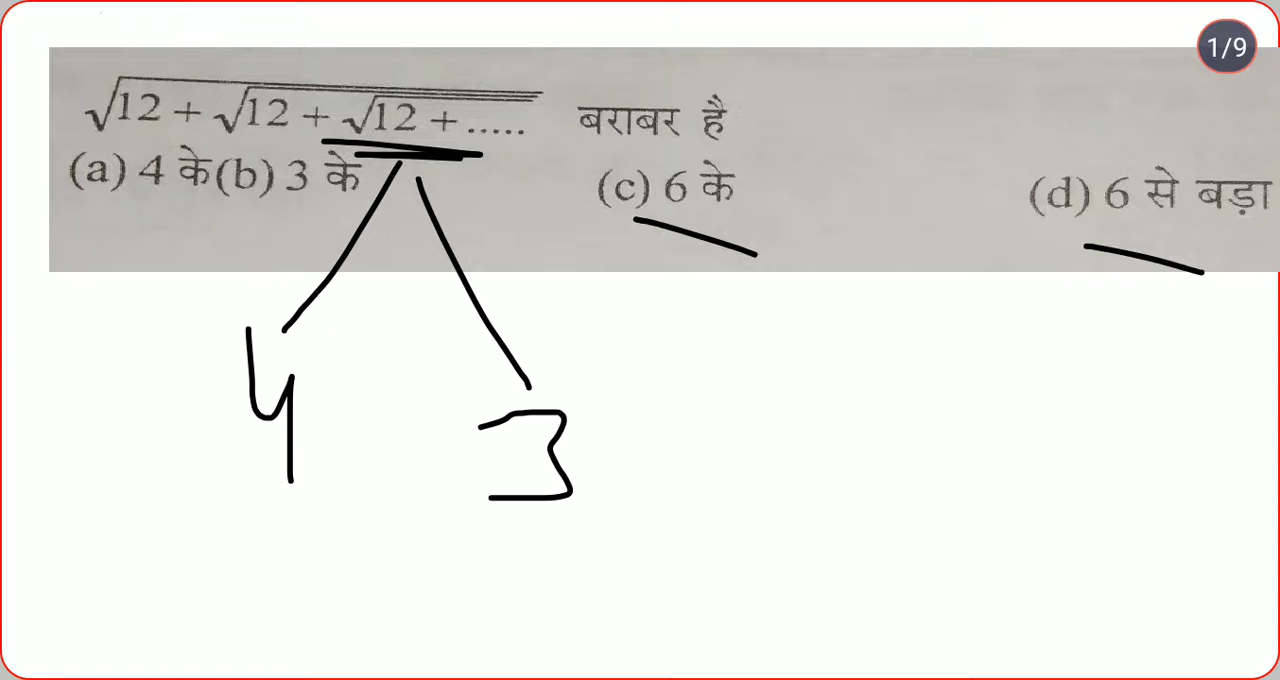 1/9
√12 + √12 + √12 + ..... बराबर है
(a) 4 के(b) 3 के (c) 6 के (d) 6 से बड़ा
4 3